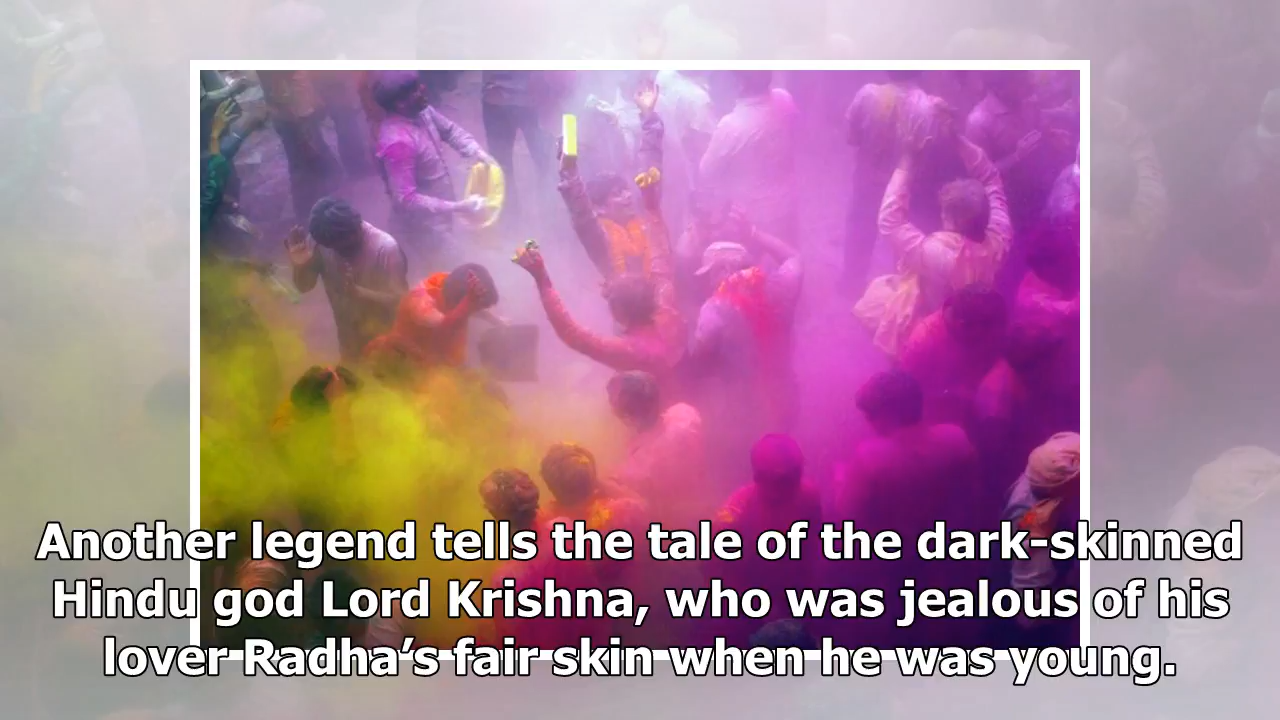 Another legend tells the tale of the dark-skinned
Hindu god Lord Krishna, who was jealous of his
lover Radha’s fair skin when he was young.